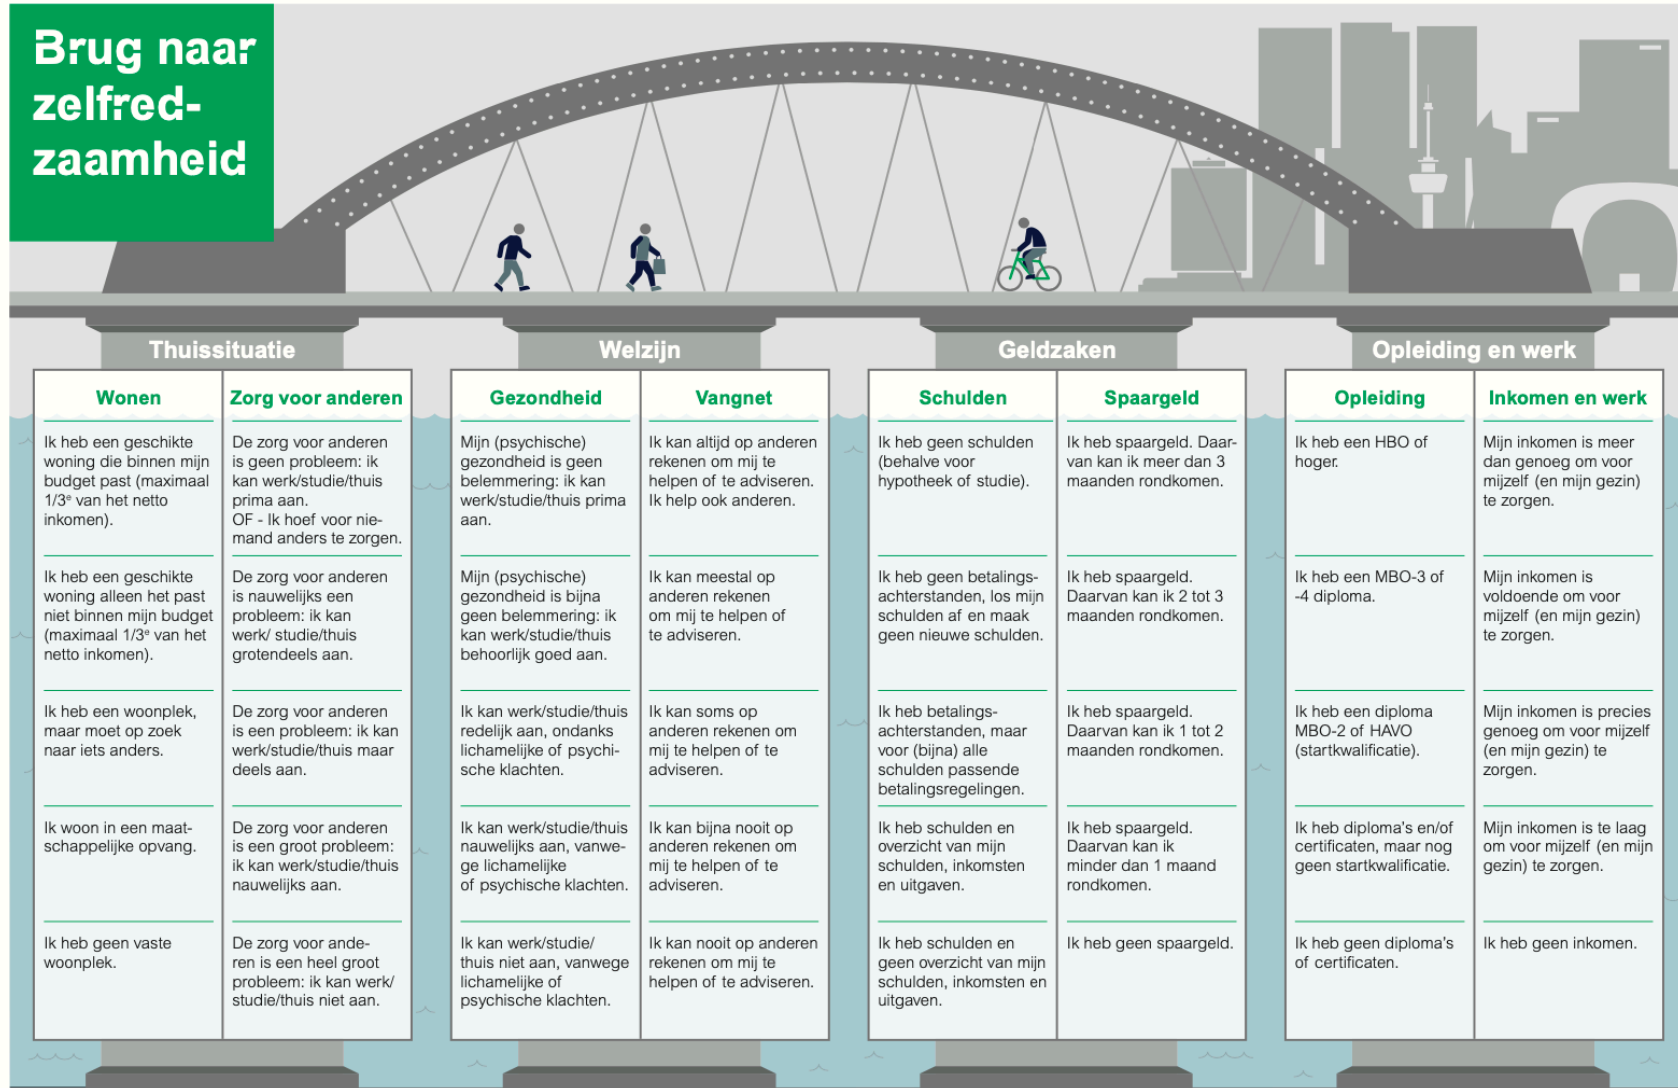 Brug naar
zelfred-
zaamheid
Thuissituatie
Wonen
Ik heb een geschikte
woning die binnen mijn
budget past (maximaal
1/3e van het netto
inkomen).
Ik heb een geschikte
woning alleen het past
niet binnen mijn budget
(maximaal 1/3e van het
netto inkomen).
Ik heb een woonplek,
maar moet op zoek
naar iets anders.
Ik woon in een maat-
schappelijke opvang.
Ik heb geen vaste
woonplek.
Zorg voor anderen
De zorg voor anderen
is geen probleem: ik
kan werk/studie/thuis
prima aan.
OF - Ik hoef voor nie-
mand anders te zorgen.
De zorg voor anderen
is nauwelijks een
probleem: ik kan
werk/ studie/thuis
grotendeels aan.
De zorg voor anderen
is een probleem: ik kan
werk/studie/thuis maar
deels aan.
De zorg voor anderen
is een groot probleem:
ik kan werk/studie/thuis
nauwelijks aan.
De zorg voor ande-
ren is een heel groot
probleem: ik kan werk/
studie/thuis niet aan.
Welzijn
Gezondheid
Mijn (psychische)
gezondheid is geen
belemmering: ik kan
werk/studie/thuis prima
aan.
Mijn (psychische)
gezondheid is bijna
geen belemmering: ik
kan werk/studie/thuis
behoorlijk goed aan.
Ik kan werk/studie/thuis
redelijk aan, ondanks
lichamelijke of psychi-
sche klachten.
Ik kan werk/studie/thuis
nauwelijks aan, vanwe-
ge lichamelijke
of psychische klachten.
Ik kan werk/studie/
thuis niet aan, vanwege
lichamelijke of
psychische klachten.
Vangnet
Ik kan altijd op anderen
rekenen om mij te
helpen of te adviseren.
Ik help ook anderen.
Ik kan meestal op
anderen rekenen
om mij te helpen of
te adviseren.
Ik kan soms op
anderen rekenen om
mij te helpen of te
adviseren.
Ik kan bijna nooit op
anderen rekenen om
mij te helpen of te
adviseren.
Ik kan nooit op anderen
rekenen om mij te
helpen of te adviseren.
Geldzaken
Schulden
Ik heb geen schulden
(behalve voor
hypotheek of studie).
Ik heb geen betalings-
achterstanden, los mijn
schulden af en maak
geen nieuwe schulden.
Ik heb betalings-
achterstanden, maar
voor (bijna) alle
schulden passende
betalingsregelingen.
Ik heb schulden en
overzicht van mijn
schulden, inkomsten
en uitgaven.
Ik heb schulden en
geen overzicht van mijn
schulden, inkomsten en
uitgaven.
Spaargeld
Ik heb spaargeld. Daar-
van kan ik meer dan 3
maanden rondkomen.
Ik heb spaargeld.
Daarvan kan ik 2 tot 3
maanden rondkomen.
Ik heb spaargeld.
Daarvan kan ik 1 tot 2
maanden rondkomen.
Ik heb spaargeld.
Daarvan kan ik
minder dan 1 maand
rondkomen.
Ik heb geen spaargeld.
Opleiding en werk
Opleiding
Ik heb een HBO of
hoger.
Ik heb een MBO-3 of
-4 diploma.
Ik heb een diploma
MBO-2 of HAVO
(startkwalificatie).
Ik heb diploma's en/of
certificaten, maar nog
geen startkwalificatie.
Ik heb geen diploma's
of certificaten.
Inkomen en werk
Mijn inkomen is meer
dan genoeg om voor
mijzelf (en mijn gezin)
te zorgen.
Mijn inkomen is
voldoende om voor
mijzelf (en mijn gezin)
te zorgen.
Mijn inkomen is precies
genoeg om voor mijzelf
(en mijn gezin) te
zorgen.
Mijn inkomen is te laag
om voor mijzelf (en mijn
gezin) te zorgen.
Ik heb geen inkomen.